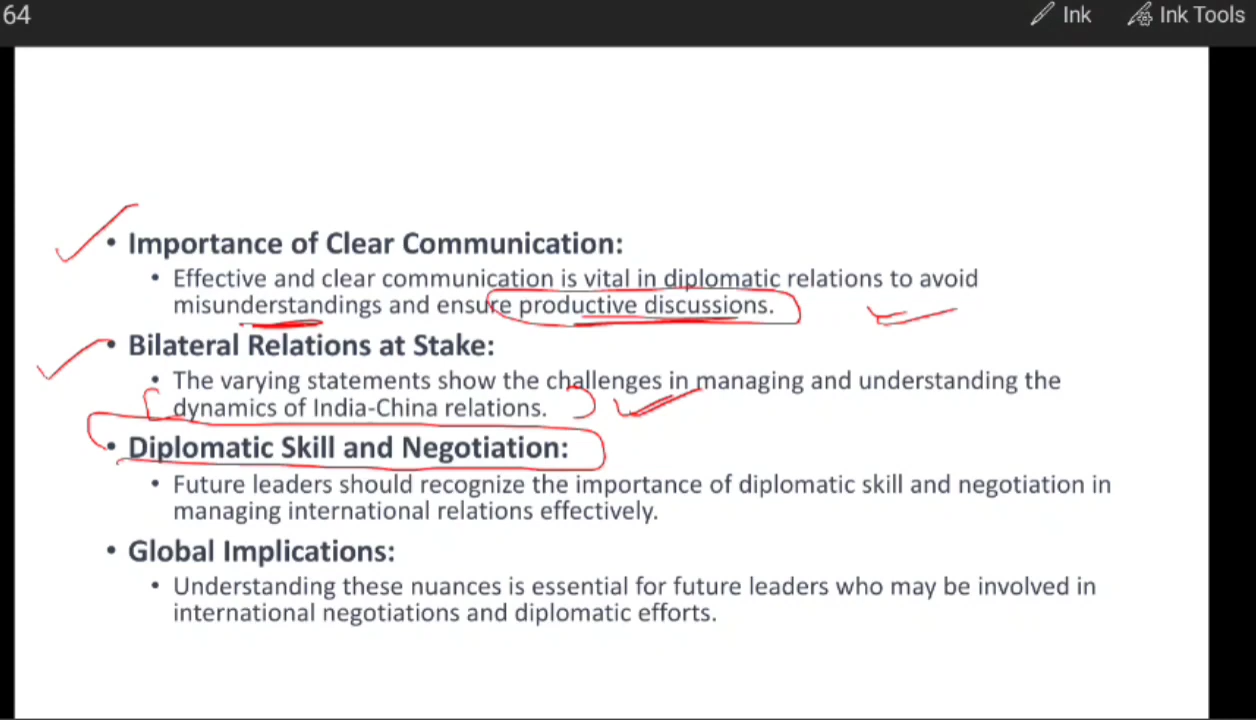 64
Ink
Ink Tools
• Importance of Clear Communication:
• Effective and clear communication is vital in diplomatic relations to avoid
misunderstandings and ensure productive discussions.
• Bilateral Relations at Stake:
• The varying statements show the challenges in managing and understanding the
dynamics of India-China relations.
• Diplomatic Skill and Negotiation:
• Future leaders should recognize the importance of diplomatic skill and negotiation in
managing international relations effectively.
• Global Implications:
• Understanding these nuances is essential for future leaders who may be involved in
international negotiations and diplomatic efforts.